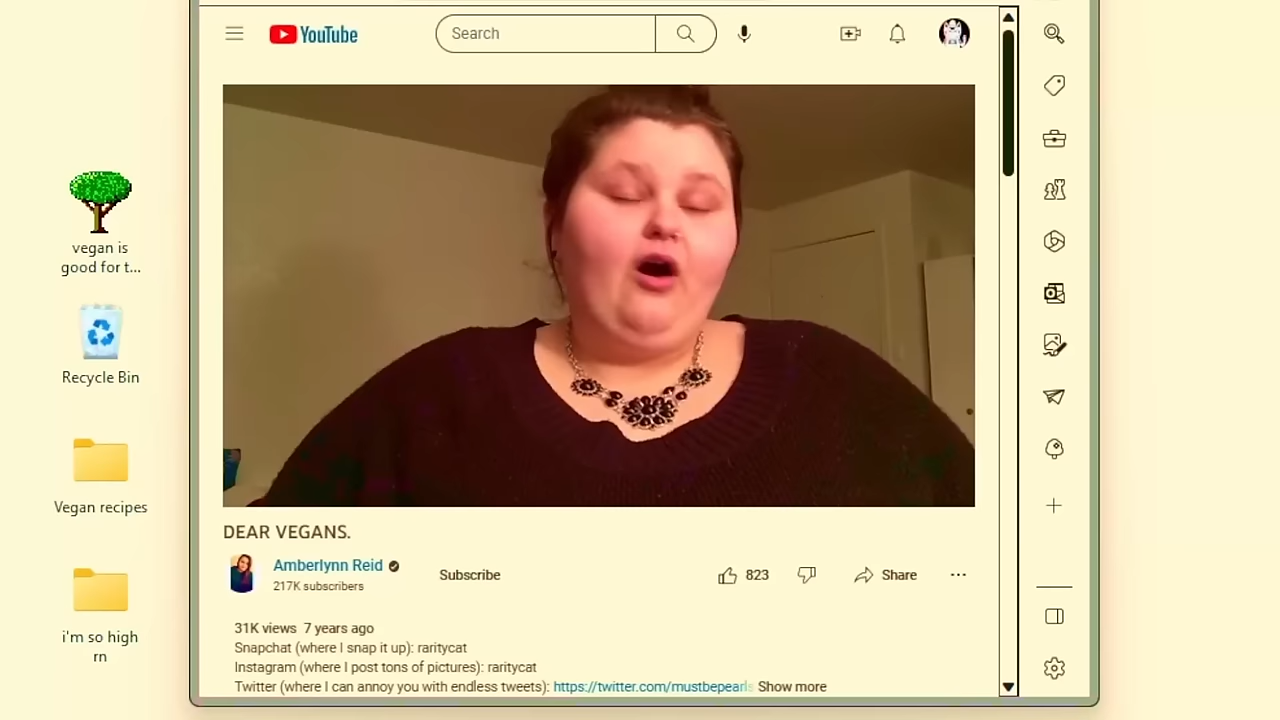 YouTube
Search
vegan is
good for t...
Recycle Bin
Vegan recipes
i'm so high
rn
DEAR VEGANS.
Amberlynn Reid
217K subscribers
Subscribe
823
Share
31K views 7 years ago
Snapchat (where I snap it up): raritycat
Instagram (where I post tons of pictures): raritycat
Twitter (where I can annoy you with endless tweets): https://twitter.com/mustbepearls Show more